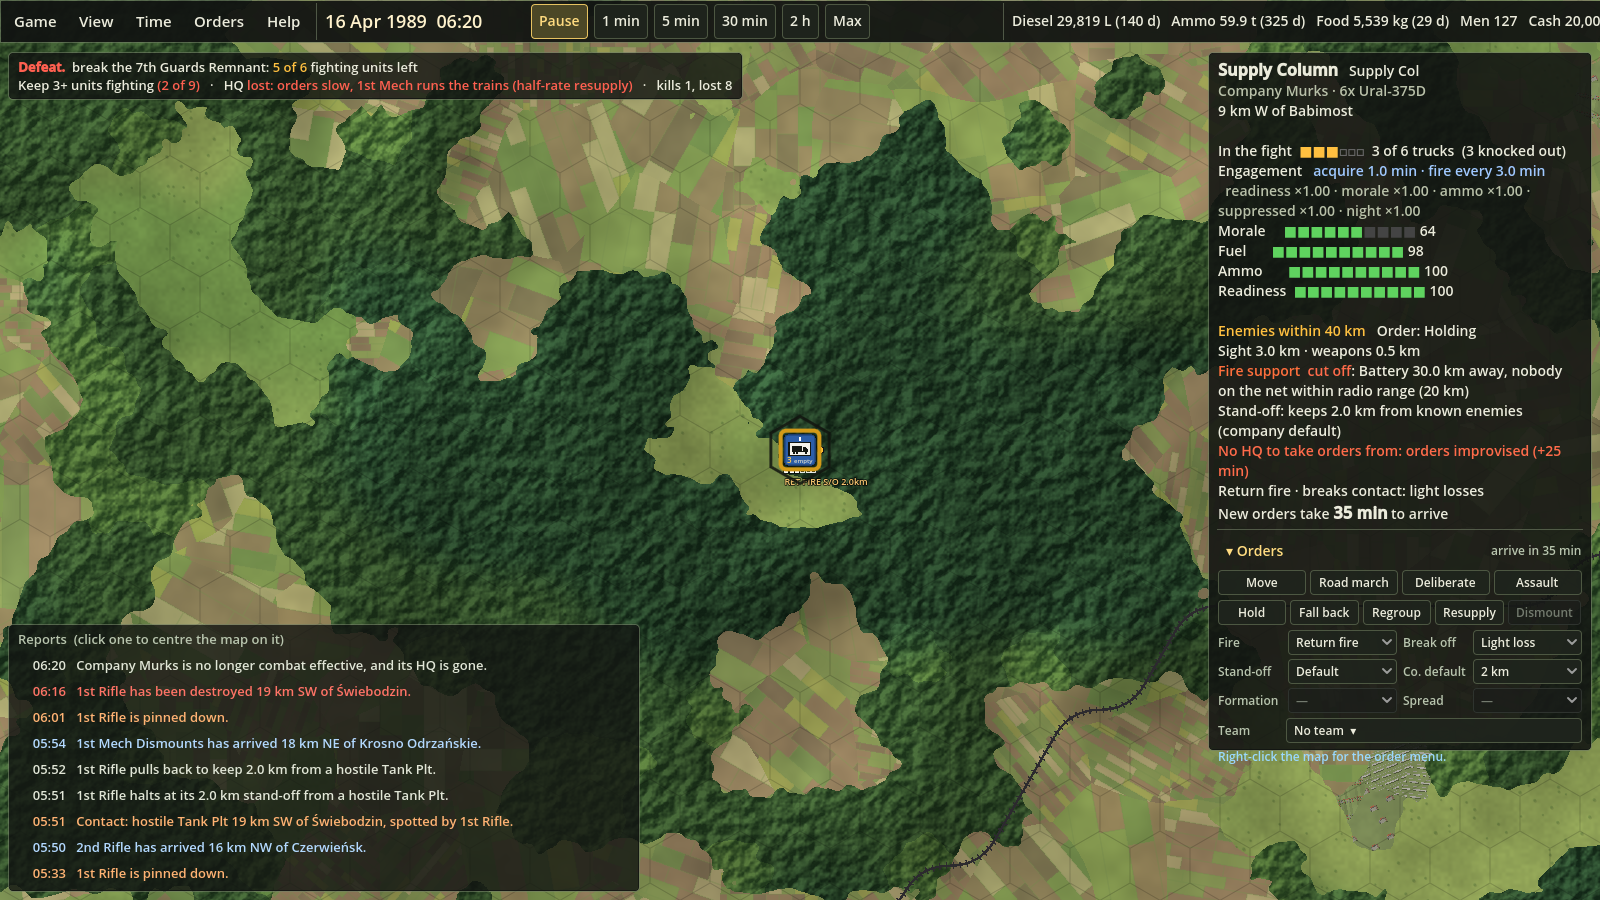 Game View Time Orders Help 16 Apr 1989 06:20 Pause 1 min 5 min 30 min 2 h Max Diesel 29,819 L (140 d) Ammo 59.9 t (325 d) Food 5,539 kg (29 d) Men 127 Cash 20,00
Defeat. break the 7th Guards Remnant: 5 of 6 fighting units left
Keep 3+ units fighting (2 of 9) · HQ lost: orders slow, 1st Mech runs the trains (half-rate resupply) · kills 1, lost 8
Supply Column Supply Col
Company Murks · 6x Ural-375D
9 km W of Babimost
In the fight 3 of 6 trucks (3 knocked out)
Engagement acquire 1.0 min · fire every 3.0 min
readiness ×1.00 · morale ×1.00 · ammo ×1.00 ·
suppressed ×1.00 · night ×1.00
Morale 64
Fuel 98
Ammo 100
Readiness 100
Enemies within 40 km Order: Holding
Sight 3.0 km · weapons 0.5 km
Fire support cut off: Battery 30.0 km away, nobody
on the net within radio range (20 km)
Stand-off: keeps 2.0 km from known enemies
(company default)
No HQ to take orders from: orders improvised (+25
min)
Return fire · breaks contact: light losses
New orders take 35 min to arrive
▾ Orders arrive in 35 min
Move Road march Deliberate Assault
Hold Fall back Regroup Resupply Dismount
Fire Return fire Break off Light loss
Stand-off Default Co. default 2 km
Formation — Spread —
Team No team ▾
Right-click the map for the order menu.
3 empty
S/O 2.0km
Reports (click one to centre the map on it)
06:20 Company Murks is no longer combat effective, and its HQ is gone.
06:16 1st Rifle has been destroyed 19 km SW of Świebodzin.
06:01 1st Rifle is pinned down.
05:54 1st Mech Dismounts has arrived 18 km NE of Krosno Odrzańskie.
05:52 1st Rifle pulls back to keep 2.0 km from a hostile Tank Plt.
05:51 1st Rifle halts at its 2.0 km stand-off from a hostile Tank Plt.
05:51 Contact: hostile Tank Plt 19 km SW of Świebodzin, spotted by 1st Rifle.
05:50 2nd Rifle has arrived 16 km NW of Czerwieńsk.
05:33 1st Rifle is pinned down.